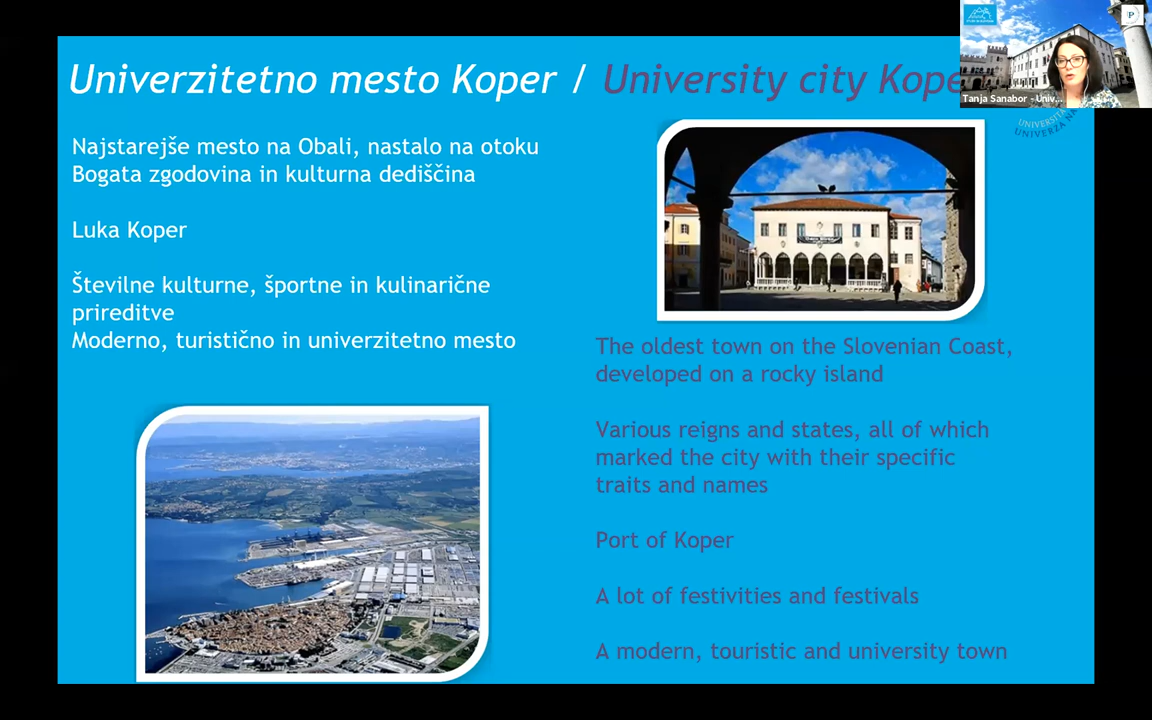 Univerzitetno mesto Koper / University city Kope
Tanja Sanabor - Univ...
Najstarejše mesto na Obali, nastalo na otoku
Bogata zgodovina in kulturna dediščina
Luka Koper
Številne kulturne, športne in kulinarične
prireditve
Moderno, turistično in univerzitetno mesto
The oldest town on the Slovenian Coast,
developed on a rocky island
Various reigns and states, all of which
marked the city with their specific
traits and names
Port of Koper
A lot of festivities and festivals
A modern, touristic and university town